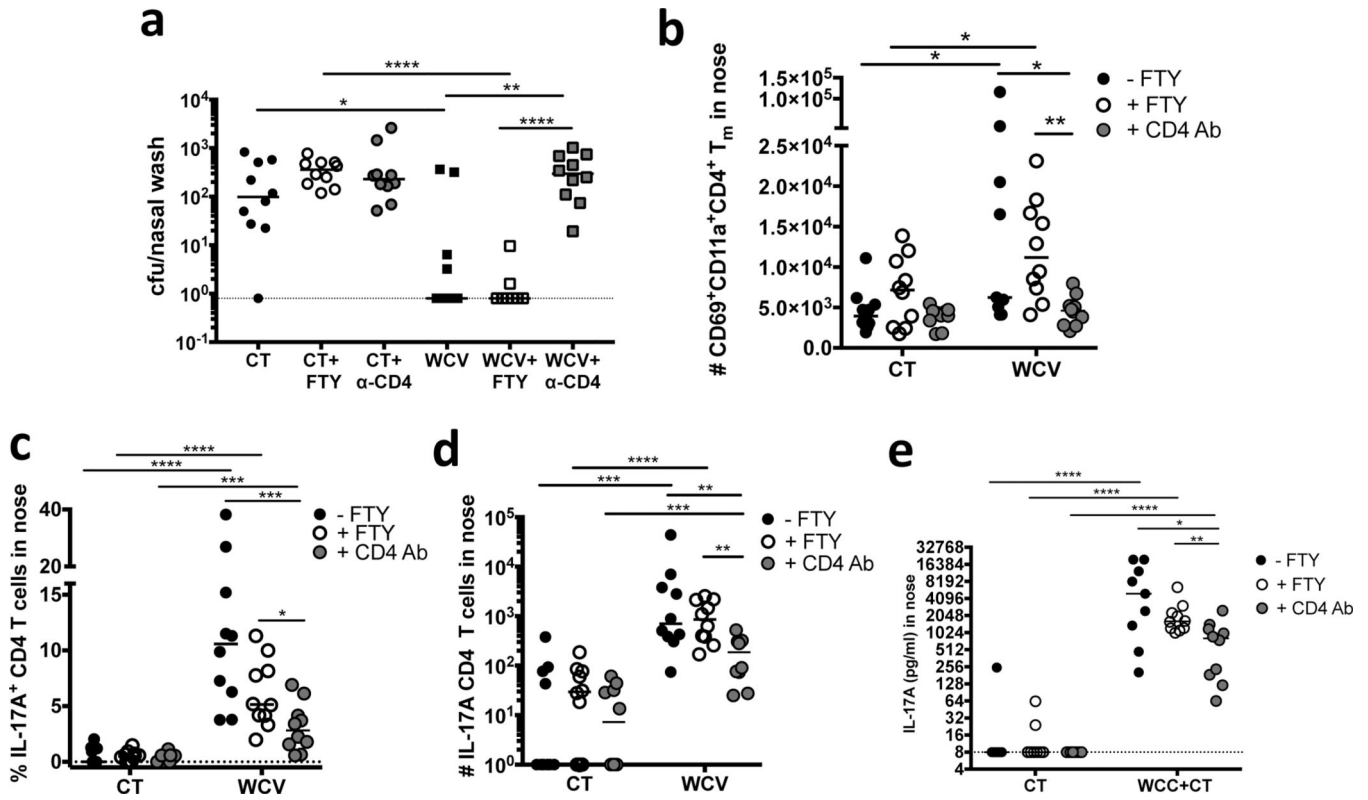 a
****
*
**
****
cfu/nasal wash
10⁴
10³
10²
10¹
10⁰
10⁻¹
CT
CT+
FTY
CT+
α-CD4
WCV
WCV+
FTY
WCV+
α-CD4
b
*
*
*
**
# CD69⁺CD11a⁺CD4⁺ Tₘ in nose
1.5×10⁵
1.0×10⁵
2.5×10⁴
2.0×10⁴
1.5×10⁴
1.0×10⁴
5.0×10³
0.0
CT
WCV
- FTY
+ FTY
+ CD4 Ab
c
****
****
***
***
*
% IL-17A⁺ CD4 T cells in nose
40
20
15
10
5
0
CT
WCV
- FTY
+ FTY
+ CD4 Ab
d
****
***
**
***
**
# IL-17A CD4 T cells in nose
10⁵
10⁴
10³
10²
10¹
10⁰
CT
WCV
- FTY
+ FTY
+ CD4 Ab
e
****
****
****
*
**
IL-17A (pg/ml) in nose
32768
16384
8192
4096
2048
1024
512
256
128
64
32
16
8
4
CT
WCC+CT
- FTY
+ FTY
+ CD4 Ab